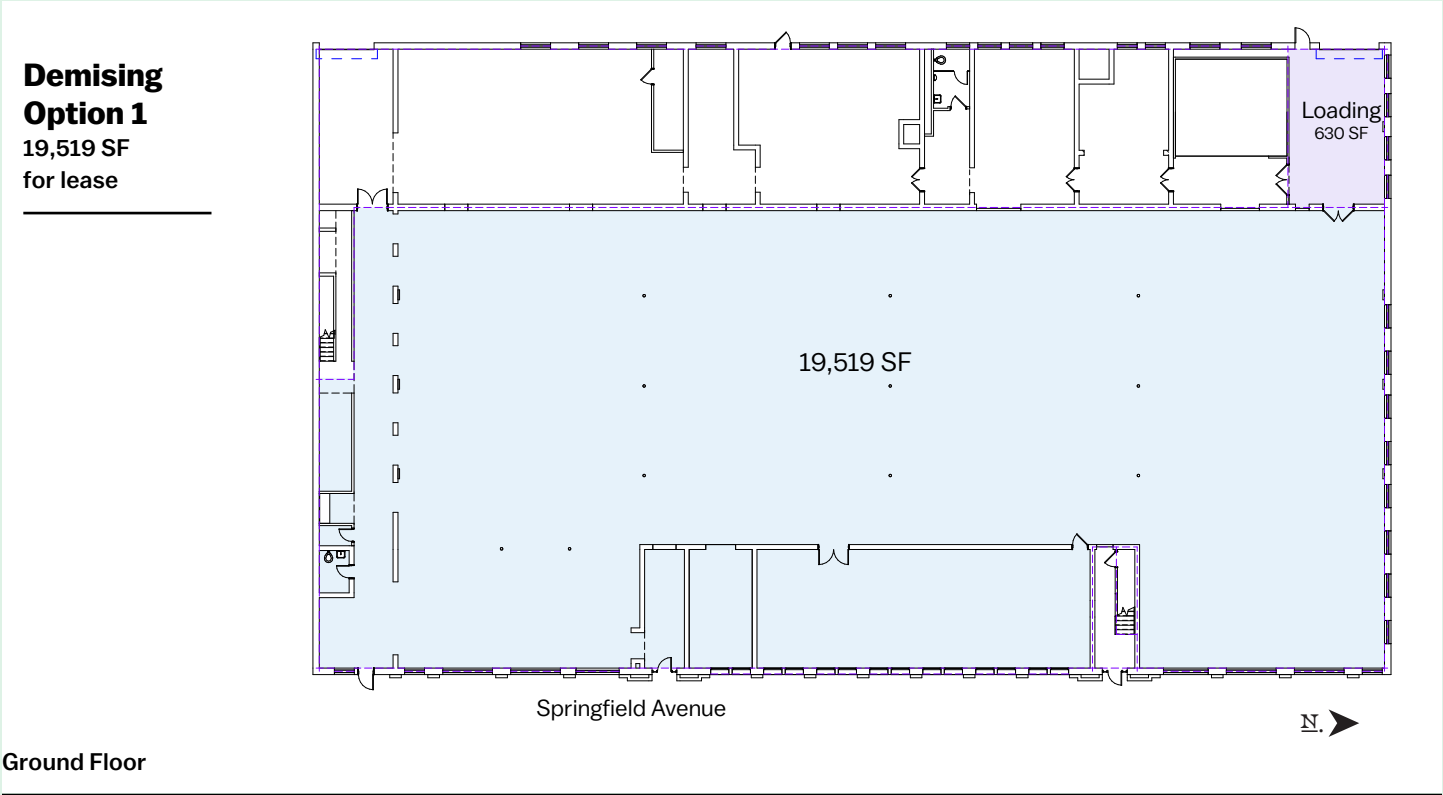 Demising
Option 1
19,519 SF
for lease
Loading
630 SF
19,519 SF
Springfield Avenue
N.
Ground Floor